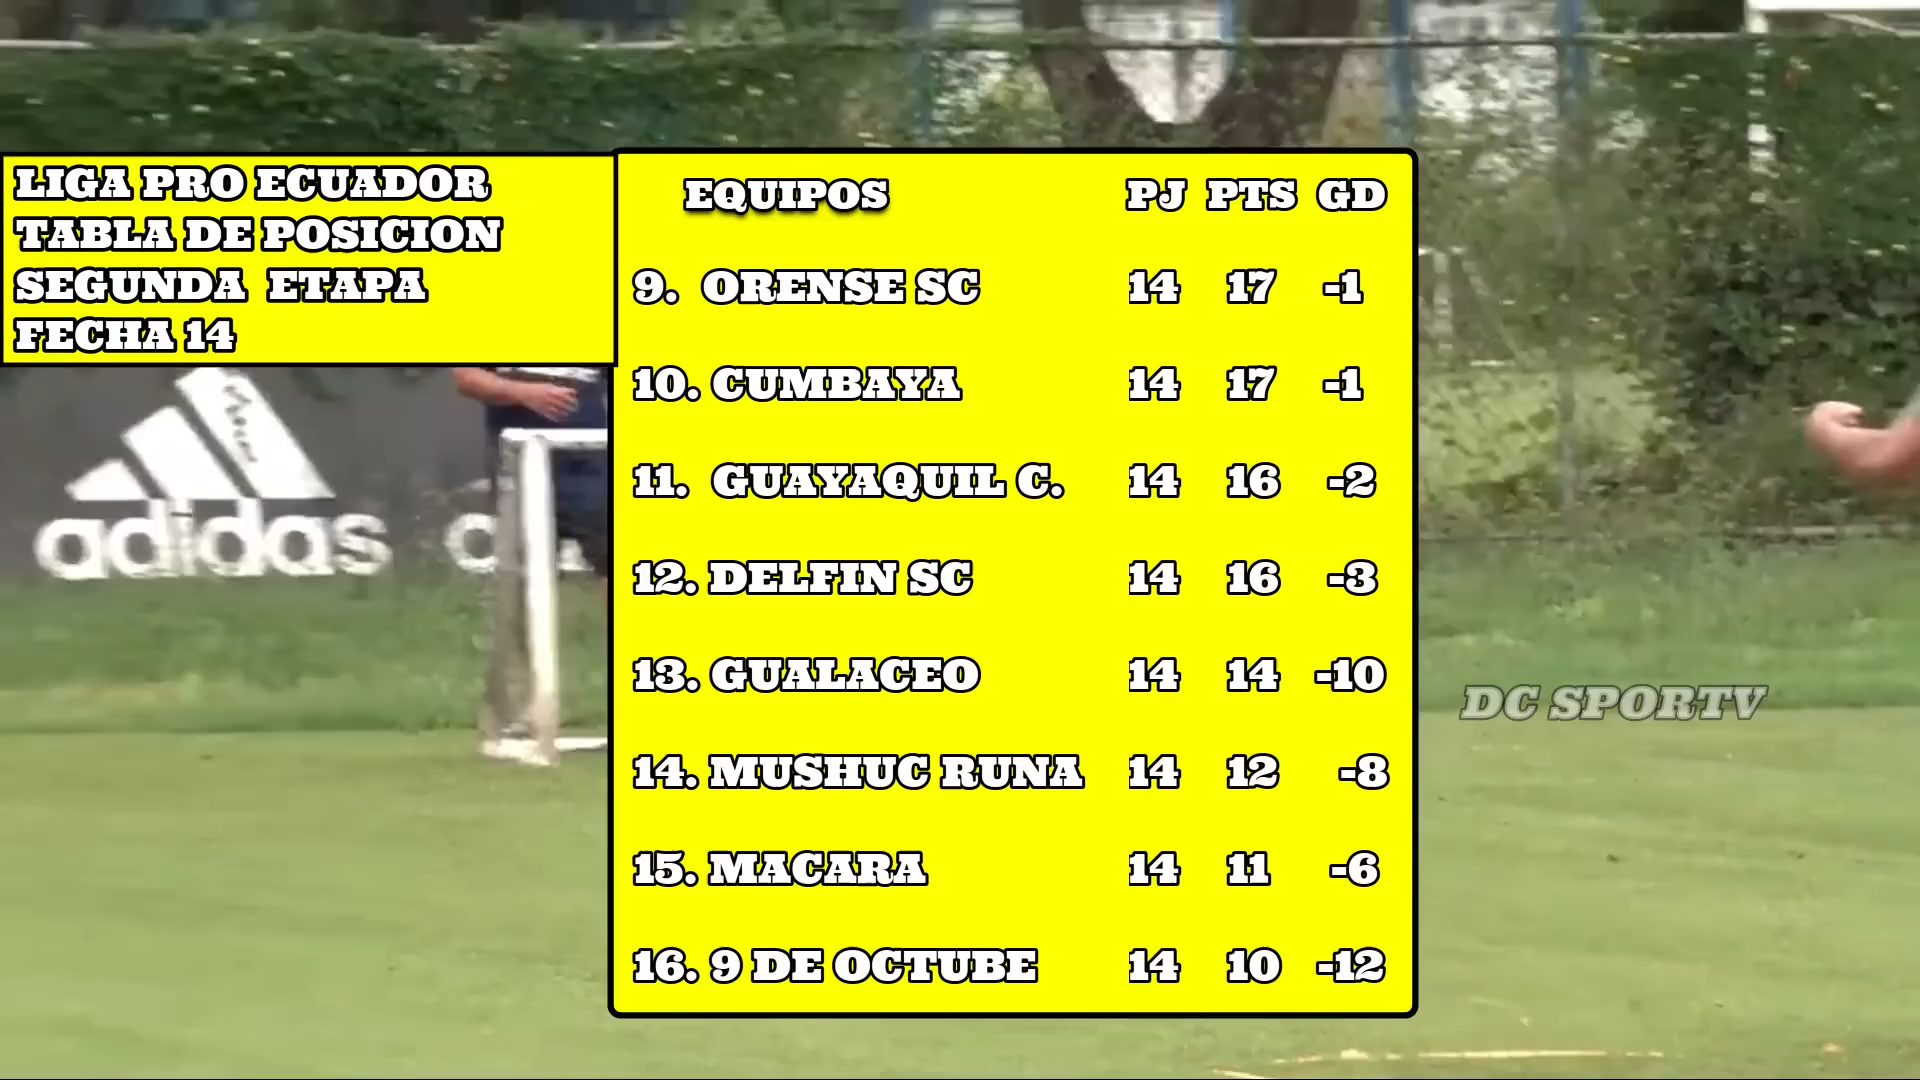 LIGA PRO ECUADOR
TABLA DE POSICION
SEGUNDA ETAPA
FECHA 14
EQUIPOS PJ PTS GD
9. ORENSE SC 14 17 -1
10. CUMBAYA 14 17 -1
11. GUAYAQUIL C. 14 16 -2
12. DELFIN SC 14 16 -3
13. GUALACEO 14 14 -10
14. MUSHUC RUNA 14 12 -8
15. MACARA 14 11 -6
16. 9 DE OCTUBE 14 10 -12
adidas
DC SPORTV